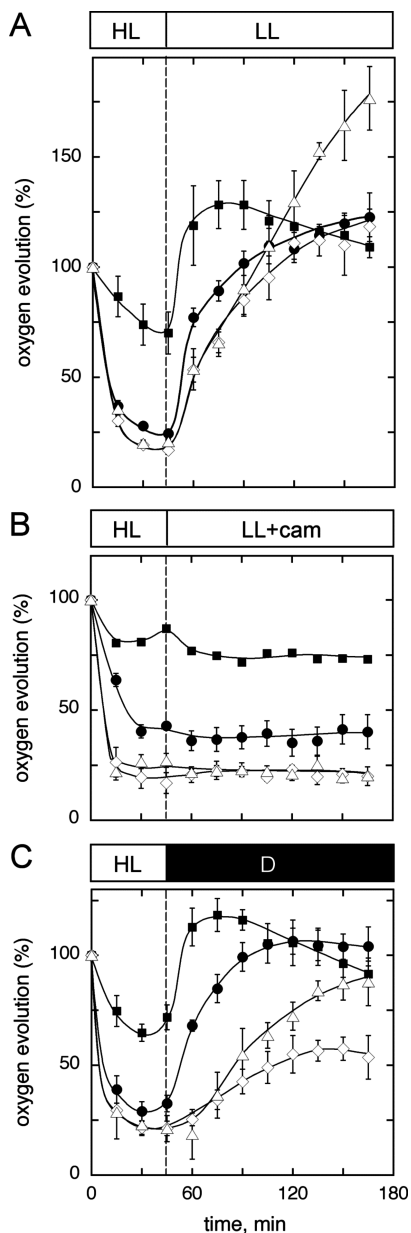 A
HL LL
150
100
50
0
oxygen evolution (%)
B
HL LL+cam
100
50
0
oxygen evolution (%)
C
HL D
100
50
0
oxygen evolution (%)
0 60 120 180
time, min